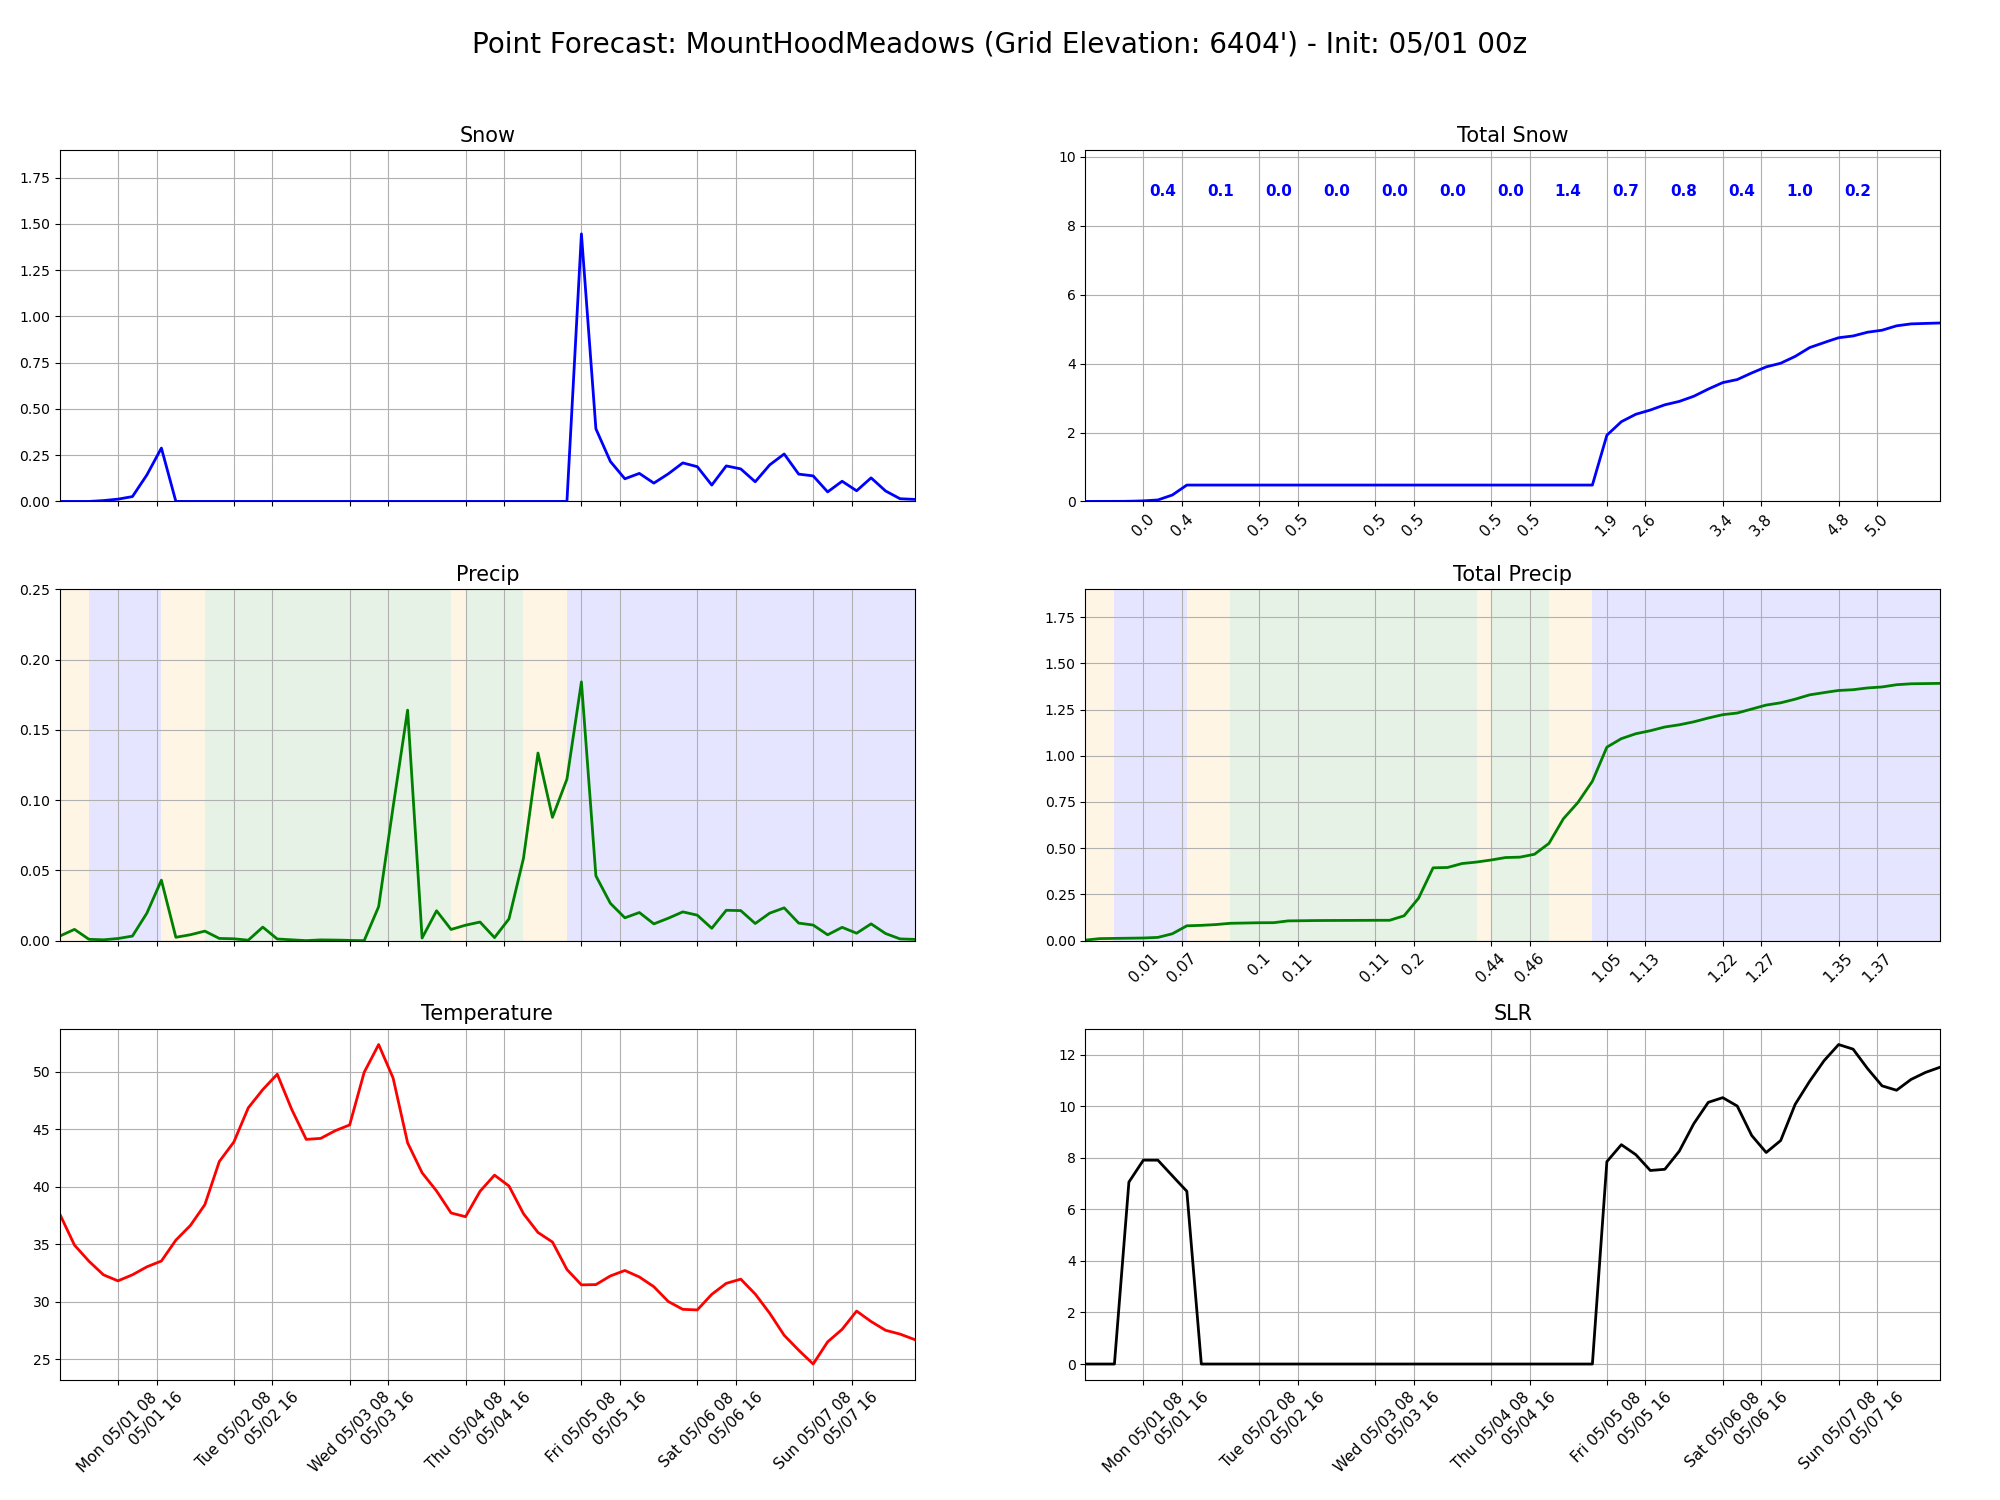 Point Forecast: MountHoodMeadows (Grid Elevation: 6404') - Init: 05/01 00z
Snow
1.75
1.50
1.25
1.00
0.75
0.50
0.25
0.00
Total Snow
10
8
6
4
2
0
0.4 0.1 0.0 0.0 0.0 0.0 0.0 1.4 0.7 0.8 0.4 1.0 0.2
0.0 0.4 0.5 0.5 0.5 0.5 0.5 0.5 1.9 2.6 3.4 3.8 4.8 5.0
Precip
0.25
0.20
0.15
0.10
0.05
0.00
Total Precip
1.75
1.50
1.25
1.00
0.75
0.50
0.25
0.00
0.01 0.07 0.1 0.11 0.11 0.2 0.44 0.46 1.05 1.13 1.22 1.27 1.35 1.37
Temperature
50
45
40
35
30
25
Mon 05/01 08
05/01 16
Tue 05/02 08
05/02 16
Wed 05/03 08
05/03 16
Thu 05/04 08
05/04 16
Fri 05/05 08
05/05 16
Sat 05/06 08
05/06 16
Sun 05/07 08
05/07 16
SLR
12
10
8
6
4
2
0
Mon 05/01 08
05/01 16
Tue 05/02 08
05/02 16
Wed 05/03 08
05/03 16
Thu 05/04 08
05/04 16
Fri 05/05 08
05/05 16
Sat 05/06 08
05/06 16
Sun 05/07 08
05/07 16